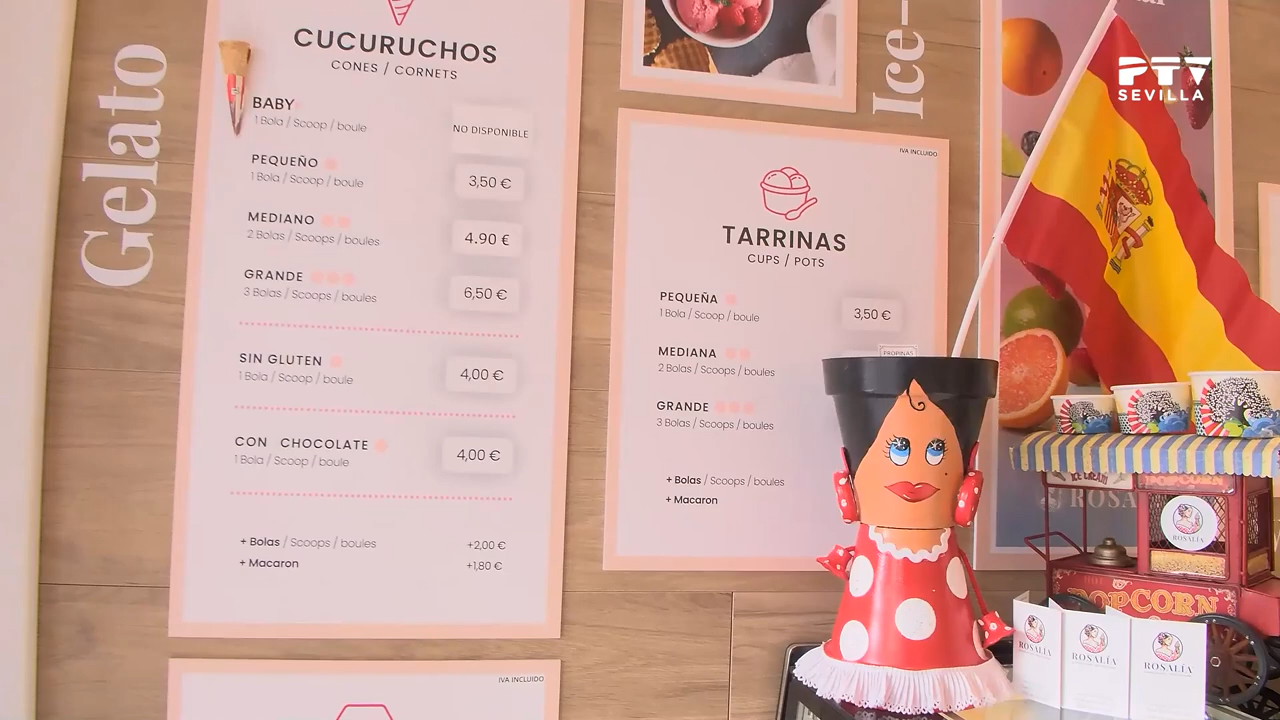 Gelato
CUCURUCHOS
CONES / CORNETS
BABY
1 Bola / Scoop / boule
NO DISPONIBLE
PEQUEÑO
1 Bola / Scoop / boule
3,50 €
MEDIANO
2 Bolas / Scoops / boules
4.90 €
GRANDE
3 Bolas / Scoops / boules
6,50 €
SIN GLUTEN
1 Bola / Scoop / boule
4,00 €
CON CHOCOLATE
1 Bola / Scoop / boule
4,00 €
+ Bolas / Scoops / boules
+2,00 €
+ Macaron
+1,80 €
IVA INCLUIDO
Ice-
IVA INCLUIDO
TARRINAS
CUPS / POTS
PEQUEÑA
1 Bola / Scoop / boule
3,50 €
MEDIANA
2 Bolas / Scoops / boules
GRANDE
3 Bolas / Scoops / boules
+ Bolas / Scoops / boules
+ Macaron
PROPINAS
PTV
SEVILLA
ICE CREAM
POPCORN
ROSA
ROSALÍA
POPCORN
ROSALÍA
ROSALÍA
ROSALÍA